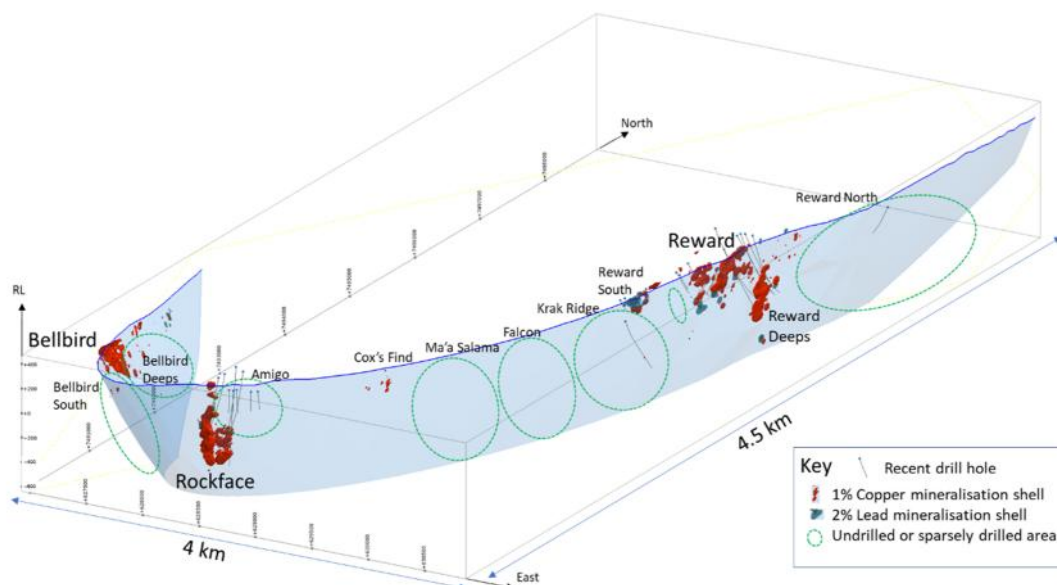 North
Reward North
Reward
RL
Reward
South
Krak Ridge
Reward
Deeps
Bellbird
Falcon
Ma'a Salama
Cox's Find
Bellbird
Deeps
Amigo
Bellbird
South
Rockface
4.5 km
4 km
East
Key
Recent drill hole
1% Copper mineralisation shell
2% Lead mineralisation shell
Undrilled or sparsely drilled area